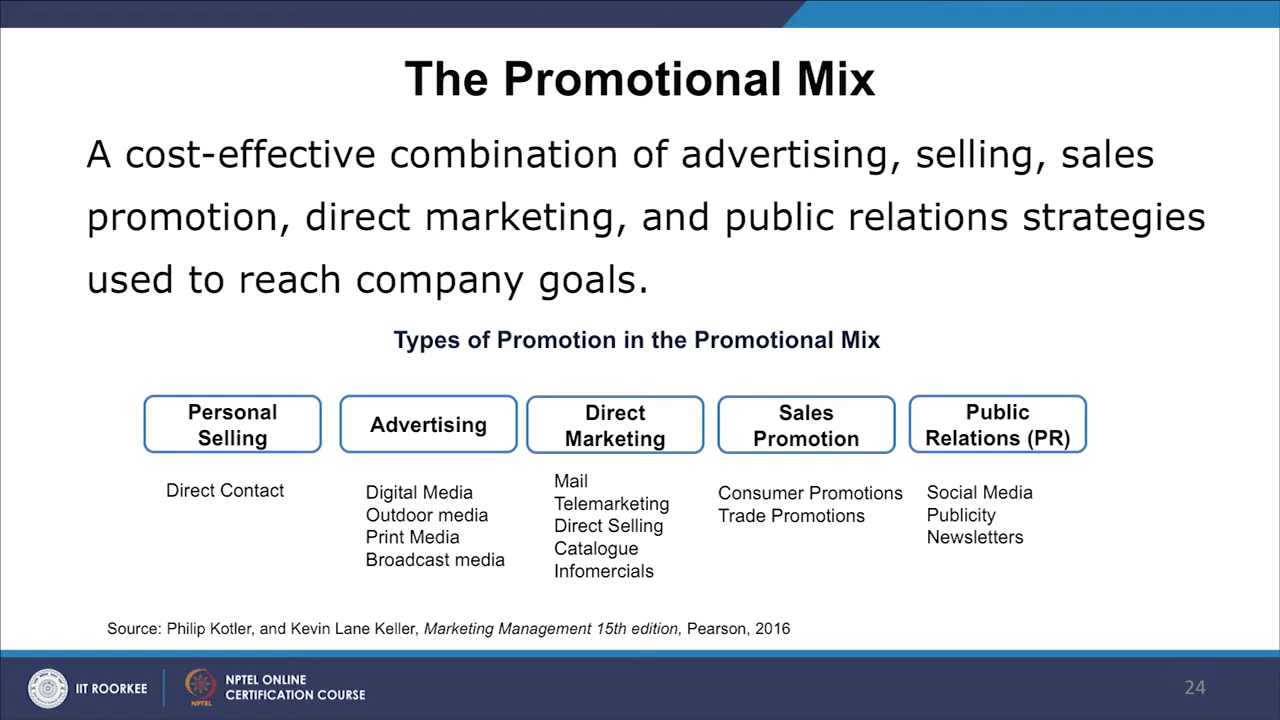 The Promotional Mix
A cost-effective combination of advertising, selling, sales
promotion, direct marketing, and public relations strategies
used to reach company goals.
Types of Promotion in the Promotional Mix
Personal
Selling
Direct Contact
Advertising
Digital Media
Outdoor media
Print Media
Broadcast media
Direct
Marketing
Mail
Telemarketing
Direct Selling
Catalogue
Infomercials
Sales
Promotion
Consumer Promotions
Trade Promotions
Public
Relations (PR)
Social Media
Publicity
Newsletters
Source: Philip Kotler, and Kevin Lane Keller, Marketing Management 15th edition, Pearson, 2016
IIT ROORKEE
NPTEL
NPTEL ONLINE
CERTIFICATION COURSE
24